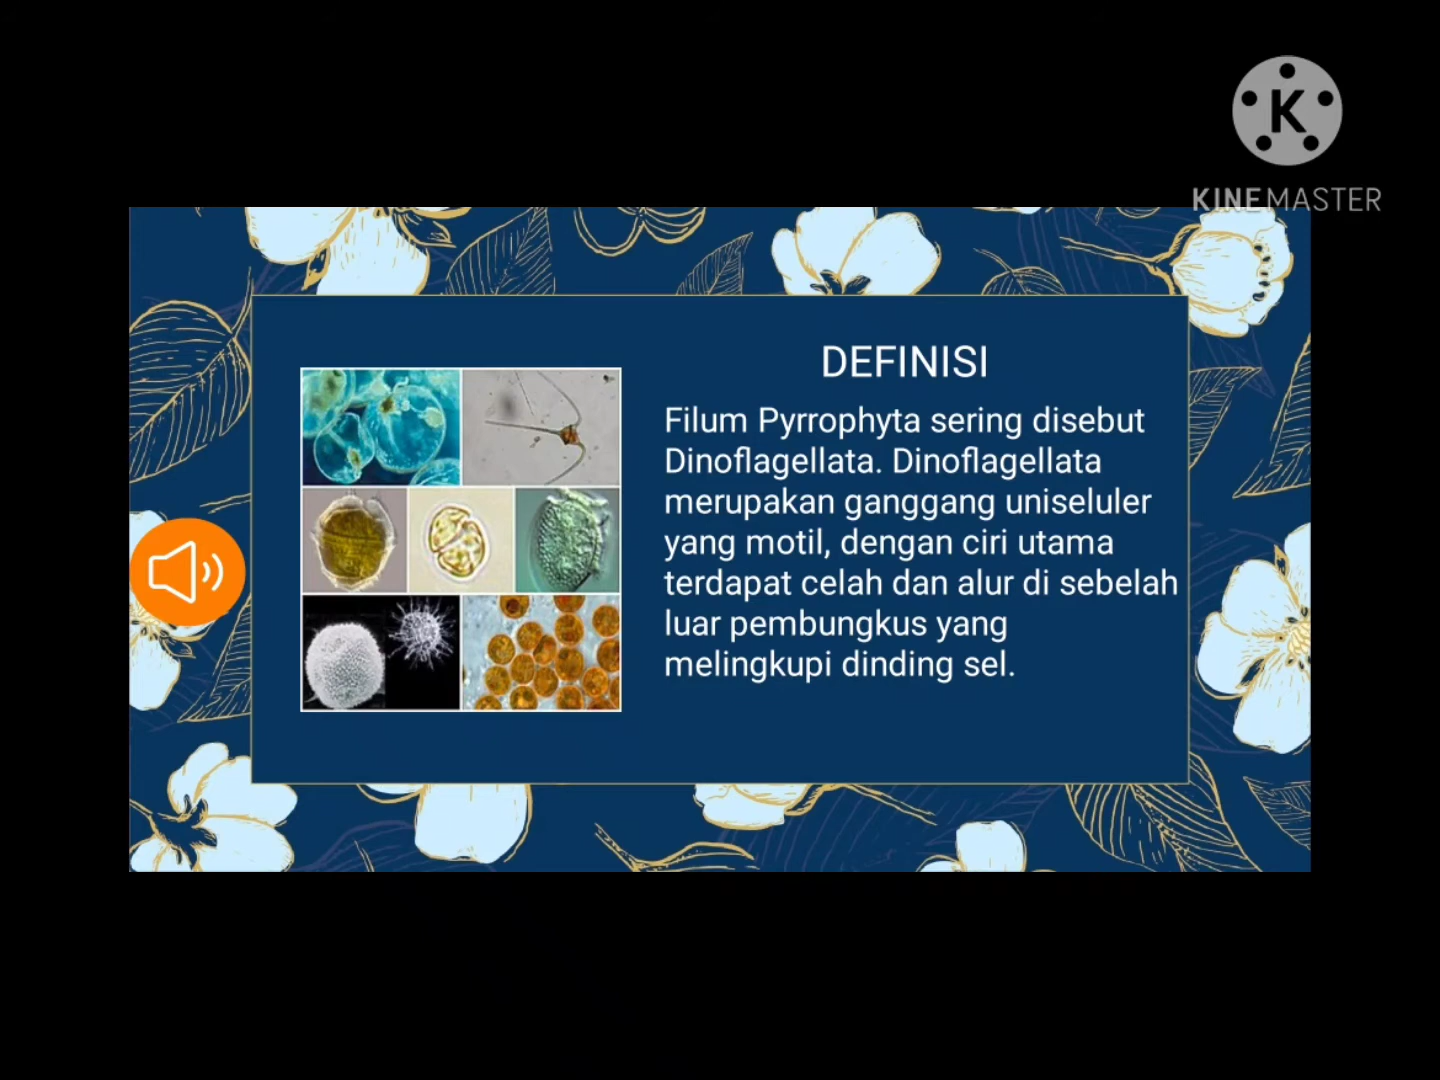 K
KINEMASTER
DEFINISI
Filum Pyrrophyta sering disebut
Dinoflagellata. Dinoflagellata
merupakan ganggang uniseluler
yang motil, dengan ciri utama
terdapat celah dan alur di sebelah
luar pembungkus yang
melingkupi dinding sel.